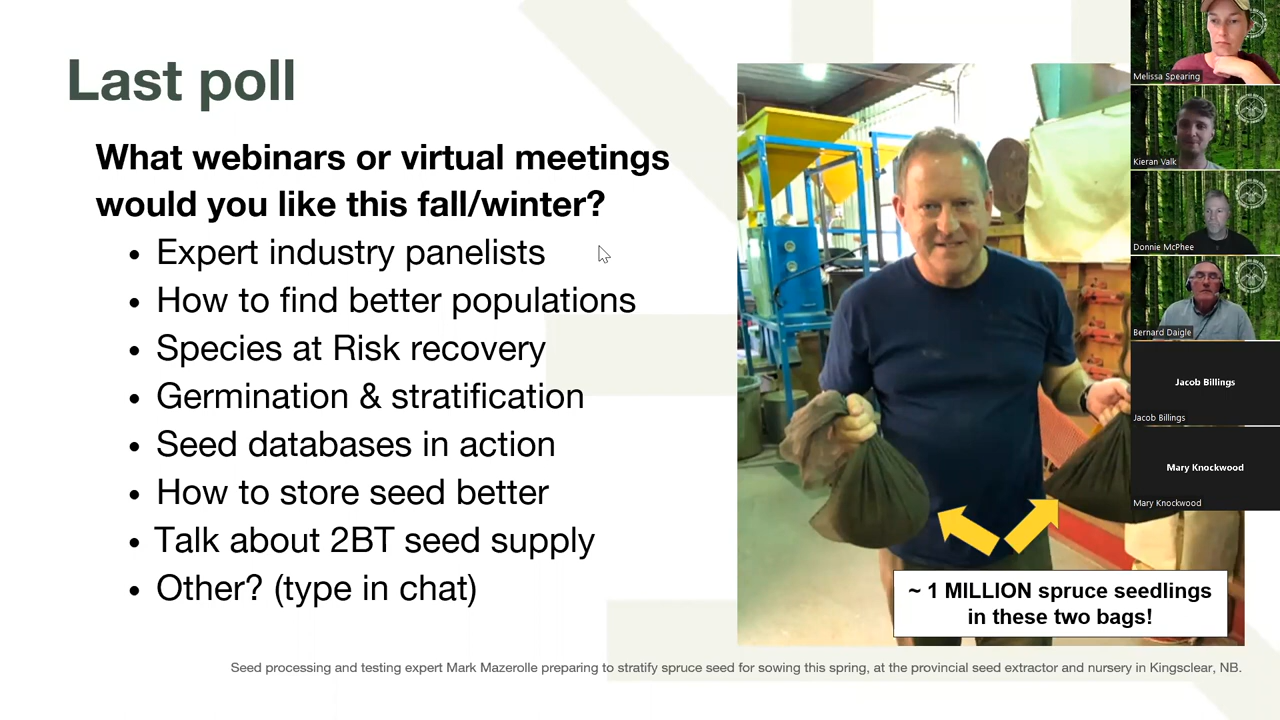 Last poll
What webinars or virtual meetings
would you like this fall/winter?
• Expert industry panelists
• How to find better populations
• Species at Risk recovery
• Germination & stratification
• Seed databases in action
• How to store seed better
• Talk about 2BT seed supply
• Other? (type in chat)
~ 1 MILLION spruce seedlings
in these two bags!
Seed processing and testing expert Mark Mazerolle preparing to stratify spruce seed for sowing this spring, at the provincial seed extractor and nursery in Kingsclear, NB.
Melissa Spearing
Kieran Valk
Donnie McPhee
Bernard Daigle
Jacob Billings
Jacob Billings
Mary Knockwood
Mary Knockwood